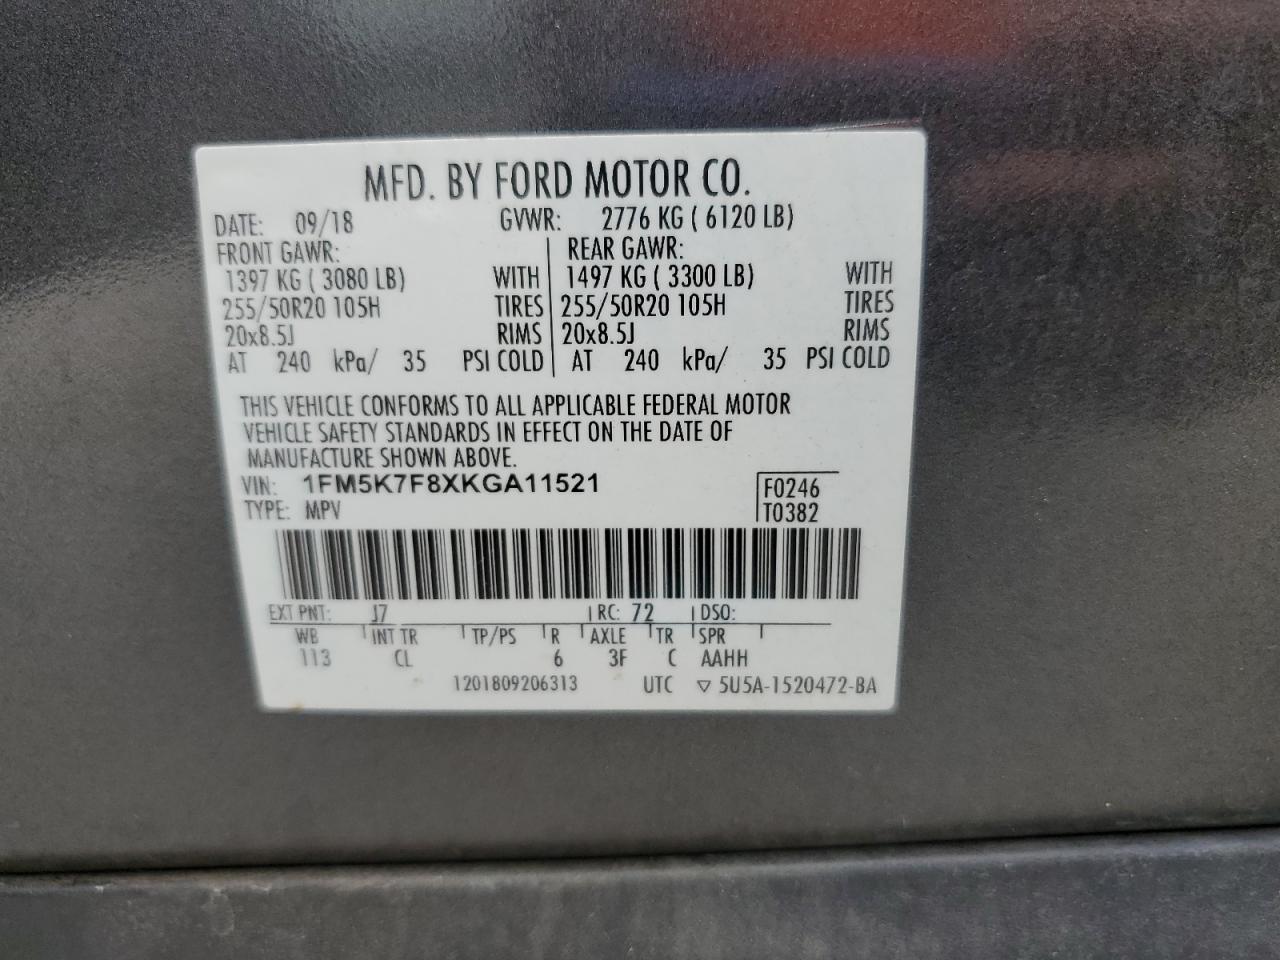 MFD. BY FORD MOTOR CO.
DATE: 09/18 GVWR: 2776 KG ( 6120 LB)
FRONT GAWR: REAR GAWR:
1397 KG ( 3080 LB) WITH 1497 KG ( 3300 LB) WITH
255/50R20 105H TIRES 255/50R20 105H TIRES
20x8.5J RIMS 20x8.5J RIMS
AT 240 kPa/ 35 PSI COLD AT 240 kPa/ 35 PSI COLD
THIS VEHICLE CONFORMS TO ALL APPLICABLE FEDERAL MOTOR
VEHICLE SAFETY STANDARDS IN EFFECT ON THE DATE OF
MANUFACTURE SHOWN ABOVE.
VIN: 1FM5K7F8XKGA11521 F0246
TYPE: MPV T0382
EXT PNT: J7 RC: 72 DSO:
WB INT TR TP/PS R AXLE TR SPR
113 CL 6 3F C AAHH
1201809206313 UTC ▽ 5U5A-1520472-BA